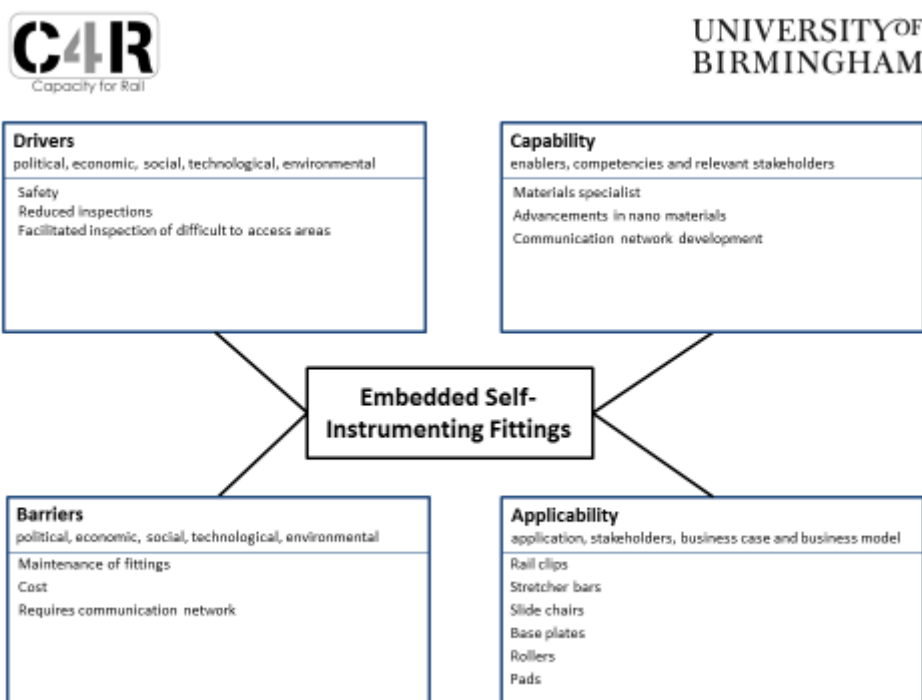 C4R
Capacity for Rail
UNIVERSITY OF
BIRMINGHAM
Drivers
political, economic, social, technological, environmental
Safety
Reduced inspections
Facilitated inspection of difficult to access areas
Capability
enablers, competencies and relevant stakeholders
Materials specialist
Advancements in nano materials
Communication network development
Embedded Self-
Instrumenting Fittings
Barriers
political, economic, social, technological, environmental
Maintenance of fittings
Cost
Requires communication network
Applicability
application, stakeholders, business case and business model
Rail clips
Stretcher bars
Slide chairs
Base plates
Rollers
Pads